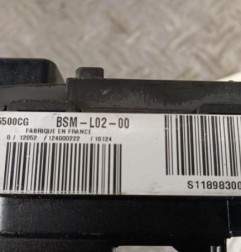 6500CG BSM-L02-00
FABRIQUE EN FRANCE
0 / 12052 / 124000222 / 15124
S11898300